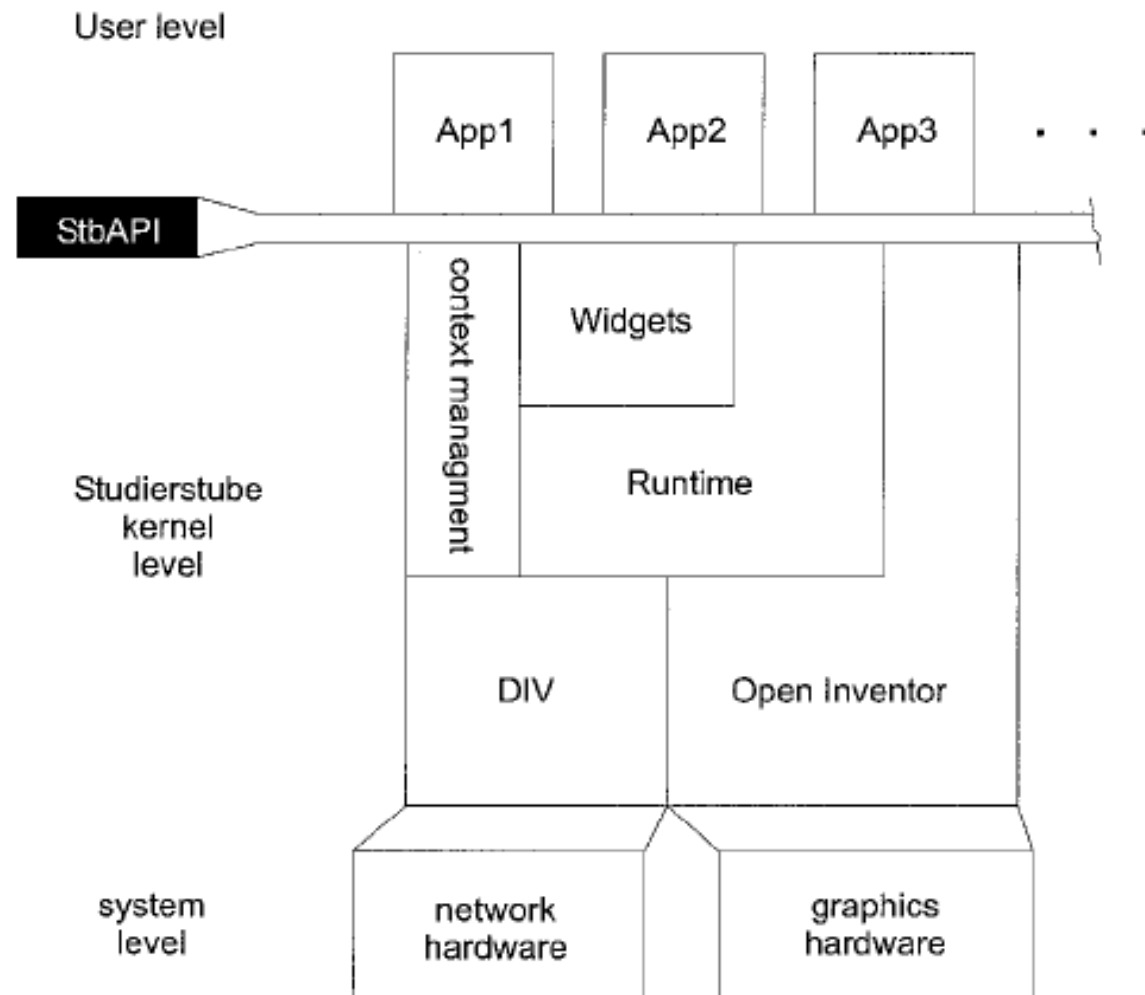 User level
App1
App2
App3
. . .
StbAPI
context managment
Widgets
Runtime
Studierstube
kernel
level
DIV
Open Inventor
system
level
network
hardware
graphics
hardware